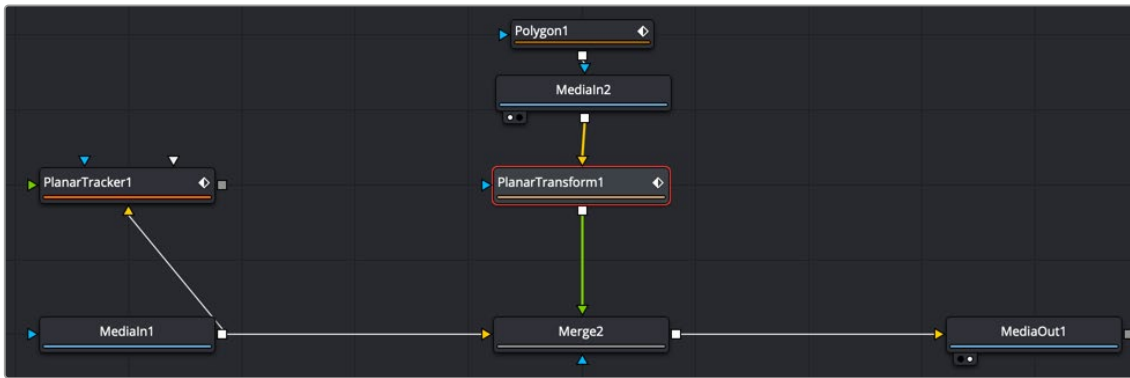 Polygon1
MediaIn2
PlanarTracker1
PlanarTransform1
MediaIn1
Merge2
MediaOut1